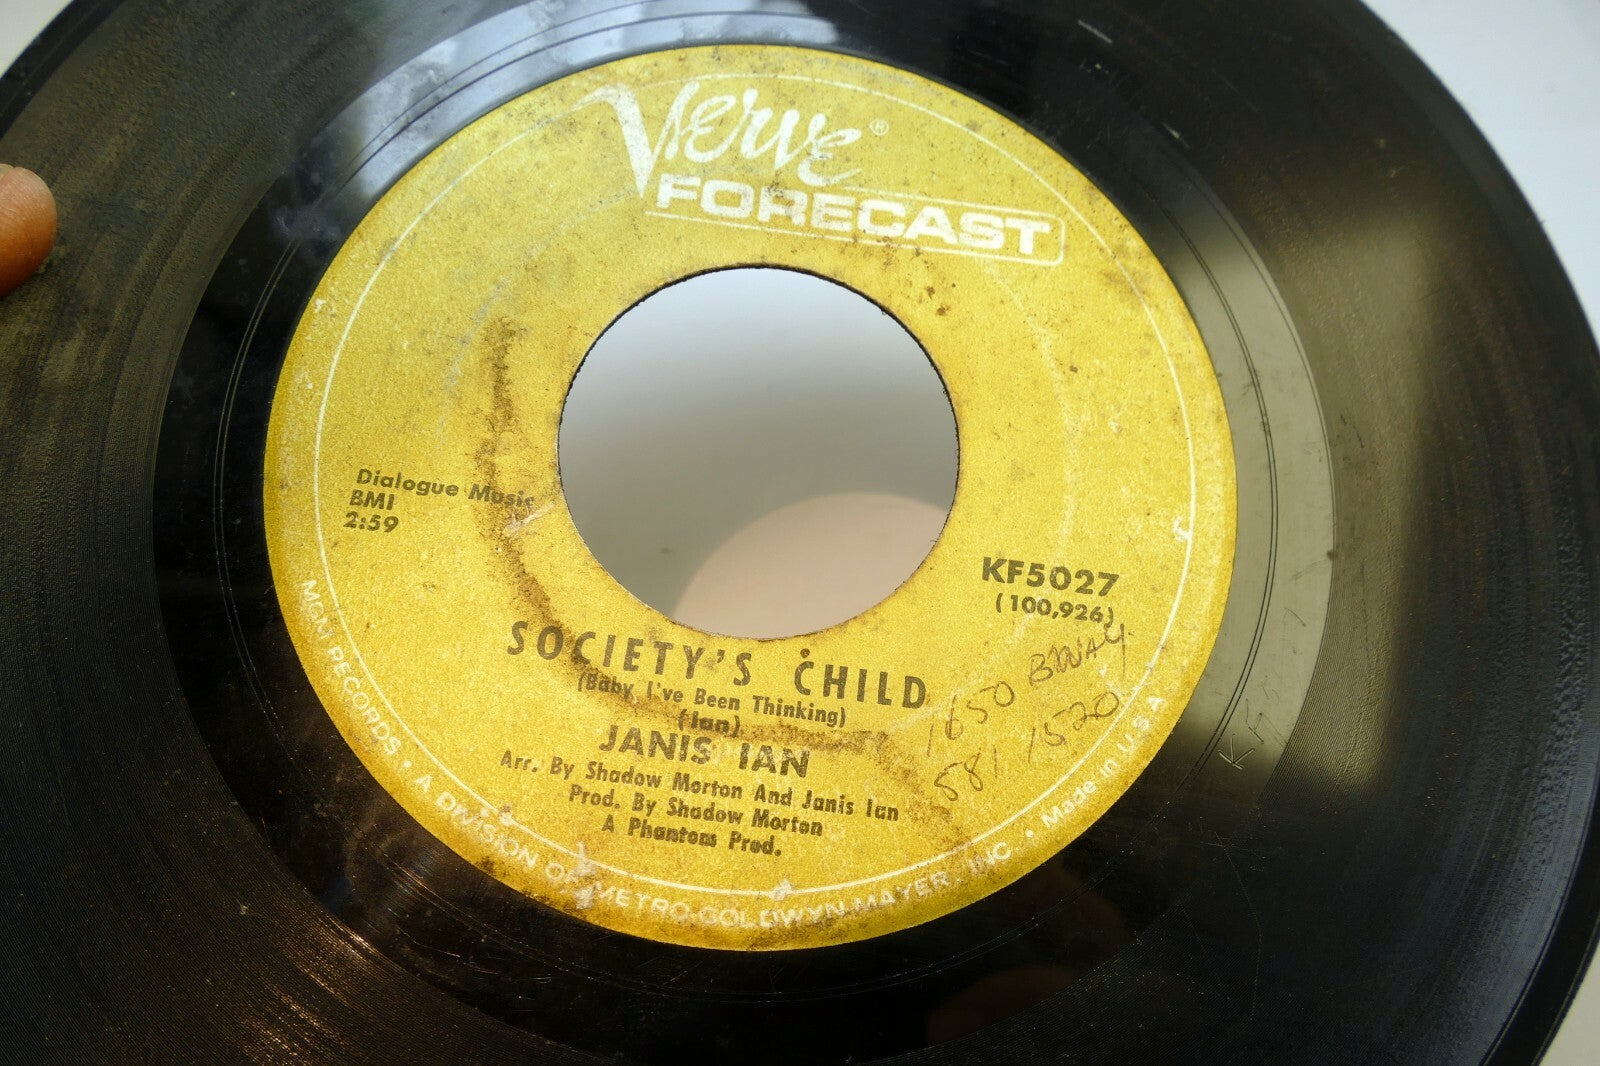 Verve®
FORECAST
Dialogue Music
BMI
2:59
KF5027
(100,926)
SOCIETY'S CHILD
(Baby I've Been Thinking)
(Ian)
JANIS IAN
Arr. By Shadow Morton And Janis Ian
Prod. By Shadow Morton
A Phantom Prod.
1650 BWAY
581 1520
MGM RECORDS • A DIVISION OF METRO-GOLDWYN-MAYER, INC. • Made in U.S.A